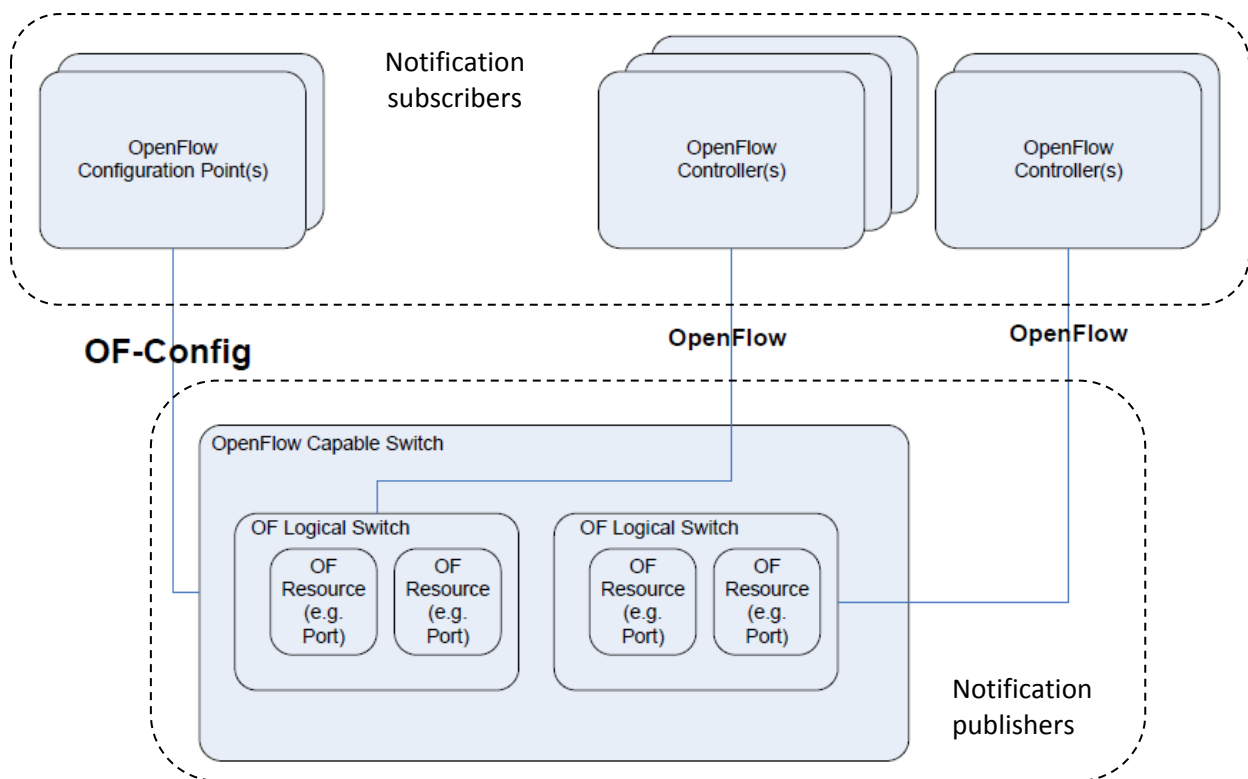 Notification
subscribers
OpenFlow
Configuration Point(s)
OpenFlow
Controller(s)
OpenFlow
Controller(s)
OF-Config
OpenFlow
OpenFlow
OpenFlow Capable Switch
OF Logical Switch
OF
Resource
(e.g.
Port)
OF
Resource
(e.g.
Port)
OF Logical Switch
OF
Resource
(e.g.
Port)
OF
Resource
(e.g.
Port)
Notification
publishers